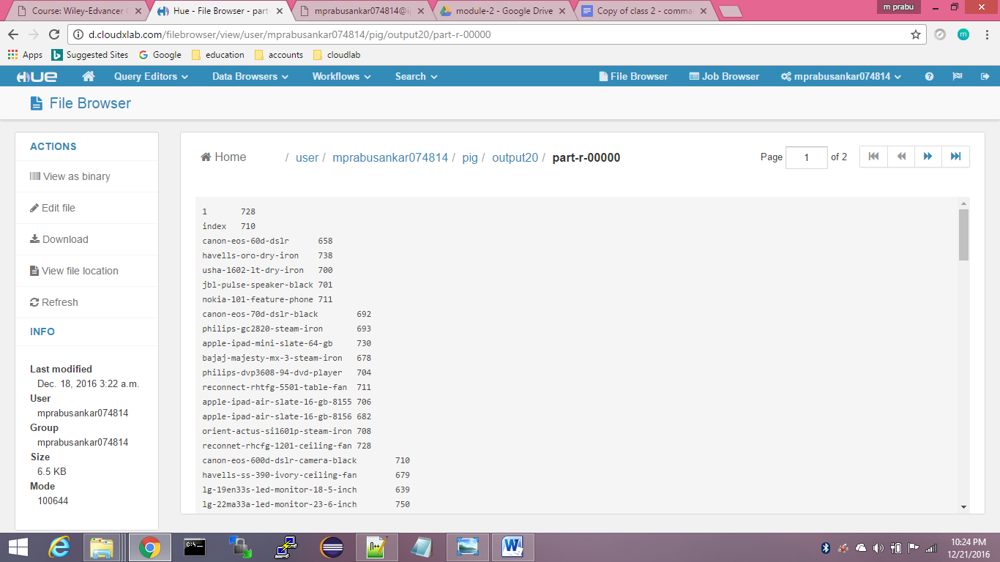 Course: Wiley-Edvancer
Hue - File Browser - part-
mprabusankar074814@ip
module-2 - Google Drive
Copy of class 2 - comma
m prabu
d.cloudxlab.com/filebrowser/view/user/mprabusankar074814/pig/output20/part-r-00000
m
Apps
Suggested Sites
Google
education
accounts
cloudlab
HUE
Query Editors
Data Browsers
Workflows
Search
File Browser
Job Browser
mprabusankar074814
File Browser
ACTIONS
View as binary
Edit file
Download
View file location
Refresh
INFO
Last modified
Dec. 18, 2016 3:22 a.m.
User
mprabusankar074814
Group
mprabusankar074814
Size
6.5 KB
Mode
100644
Home / user / mprabusankar074814 / pig / output20 / part-r-00000
Page 1 of 2
1 728
index 710
canon-eos-60d-dslr 658
havells-oro-dry-iron 738
usha-1602-lt-dry-iron 700
jbl-pulse-speaker-black 701
nokia-101-feature-phone 711
canon-eos-70d-dslr-black 692
philips-gc2820-steam-iron 693
apple-ipad-mini-slate-64-gb 730
bajaj-majesty-mx-3-steam-iron 678
philips-dvp3608-94-dvd-player 704
reconnect-rhtfg-5501-table-fan 711
apple-ipad-air-slate-16-gb-8155 706
apple-ipad-air-slate-16-gb-8156 682
orient-actus-si1601p-steam-iron 708
reconnet-rhcfg-1201-ceiling-fan 728
canon-eos-600d-dslr-camera-black 710
havells-ss-390-ivory-ceiling-fan 679
lg-19en33s-led-monitor-18-5-inch 639
lg-22ma33a-led-monitor-23-6-inch 750
10:24 PM
12/21/2016